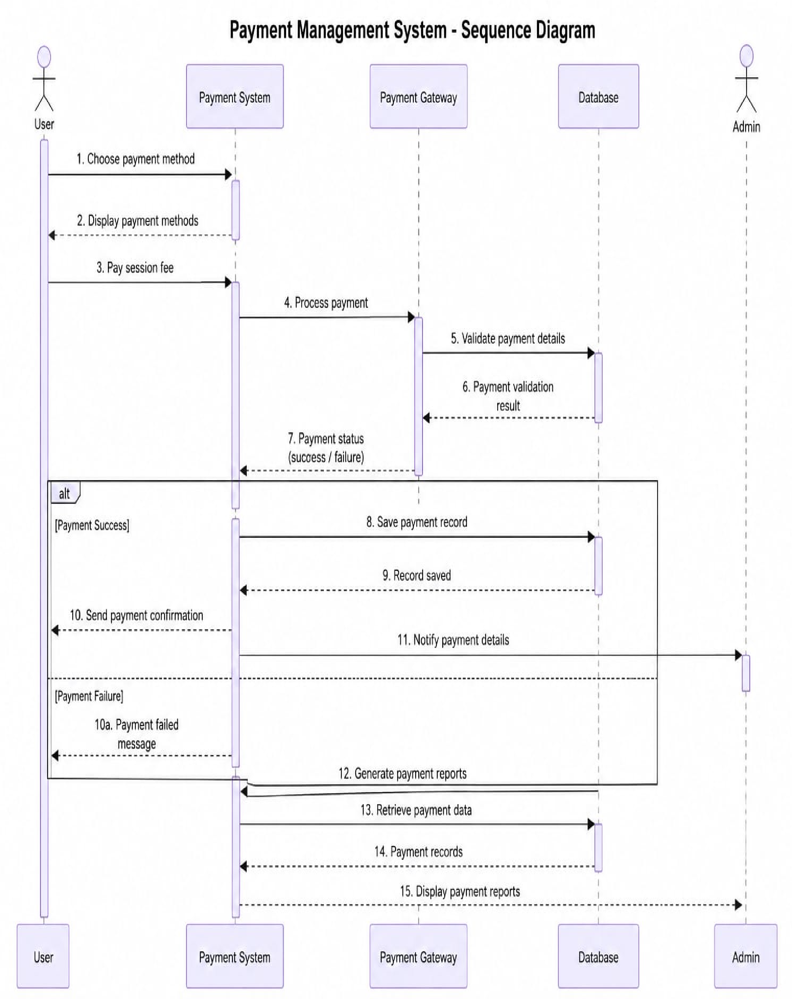 Payment Management System - Sequence Diagram
User
Payment System
Payment Gateway
Database
Admin
1. Choose payment method
2. Display payment methods
3. Pay session fee
4. Process payment
5. Validate payment details
6. Payment validation
result
7. Payment status
(success / failure)
alt
[Payment Success]
8. Save payment record
9. Record saved
10. Send payment confirmation
11. Notify payment details
[Payment Failure]
10a. Payment failed
message
12. Generate payment reports
13. Retrieve payment data
14. Payment records
15. Display payment reports
User
Payment System
Payment Gateway
Database
Admin